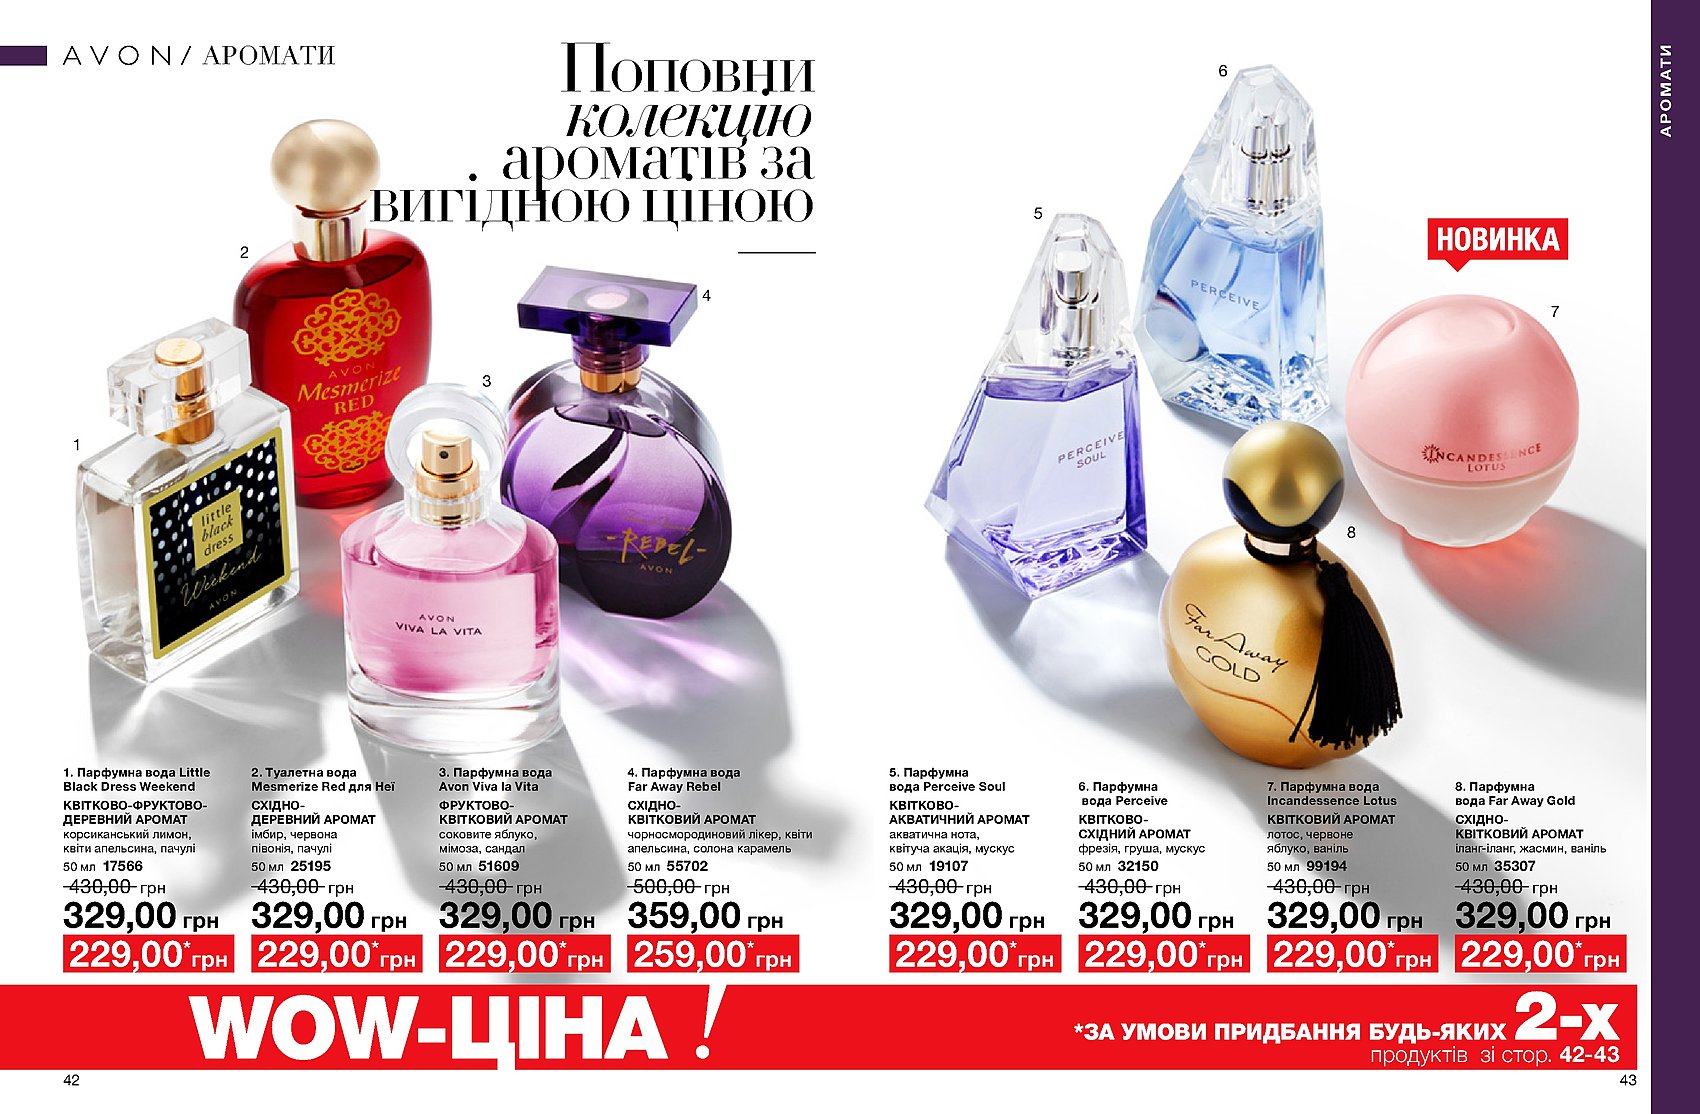 AVON/ АРОМАТИ
Поповни
колекцію
ароматів за
вигідною ціною
1
2
3
4
AVON
Mesmerize
RED
little
black
dress
Weekend
AVON
AVON
VIVA LA VITA
Far Away
-REBEL-
AVON
1. Парфумна вода Little
Black Dress Weekend
КВІТКОВО-ФРУКТОВО-
ДЕРЕВНИЙ АРОМАТ
корсиканський лимон,
квіти апельсина, пачулі
50 мл 17566
430,00 грн
329,00 грн
229,00* грн
2. Туалетна вода
Mesmerize Red для Неї
СХІДНО-
ДЕРЕВНИЙ АРОМАТ
імбир, червона
півонія, пачулі
50 мл 25195
430,00 грн
329,00 грн
229,00* грн
3. Парфумна вода
Avon Viva la Vita
ФРУКТОВО-
КВІТКОВИЙ АРОМАТ
соковите яблуко,
мімоза, сандал
50 мл 51609
430,00 грн
329,00 грн
229,00* грн
4. Парфумна вода
Far Away Rebel
СХІДНО-
КВІТКОВИЙ АРОМАТ
чорносмородиновий лікер, квіти
апельсина, солона карамель
50 мл 55702
500,00 грн
359,00 грн
259,00* грн
АРОМАТИ
5
6
7
8
НОВИНКА
PERCEIVE
PERCEIVE
SOUL
INCANDESSENCE
LOTUS
Far Away
GOLD
5. Парфумна
вода Perceive Soul
КВІТКОВО-
АКВАТИЧНИЙ АРОМАТ
акватична нота,
квітуча акація, мускус
50 мл 19107
430,00 грн
329,00 грн
229,00* грн
6. Парфумна
вода Perceive
КВІТКОВО-
СХІДНИЙ АРОМАТ
фрезія, груша, мускус
50 мл 32150
430,00 грн
329,00 грн
229,00* грн
7. Парфумна вода
Incandessence Lotus
КВІТКОВИЙ АРОМАТ
лотос, червоне
яблуко, ваніль
50 мл 99194
430,00 грн
329,00 грн
229,00* грн
8. Парфумна
вода Far Away Gold
СХІДНО-
КВІТКОВИЙ АРОМАТ
іланг-іланг, жасмин, ваніль
50 мл 35307
430,00 грн
329,00 грн
229,00* грн
WOW-ЦІНА!
*ЗА УМОВИ ПРИДБАННЯ БУДЬ-ЯКИХ 2-х
продуктів зі стор. 42-43
42
43